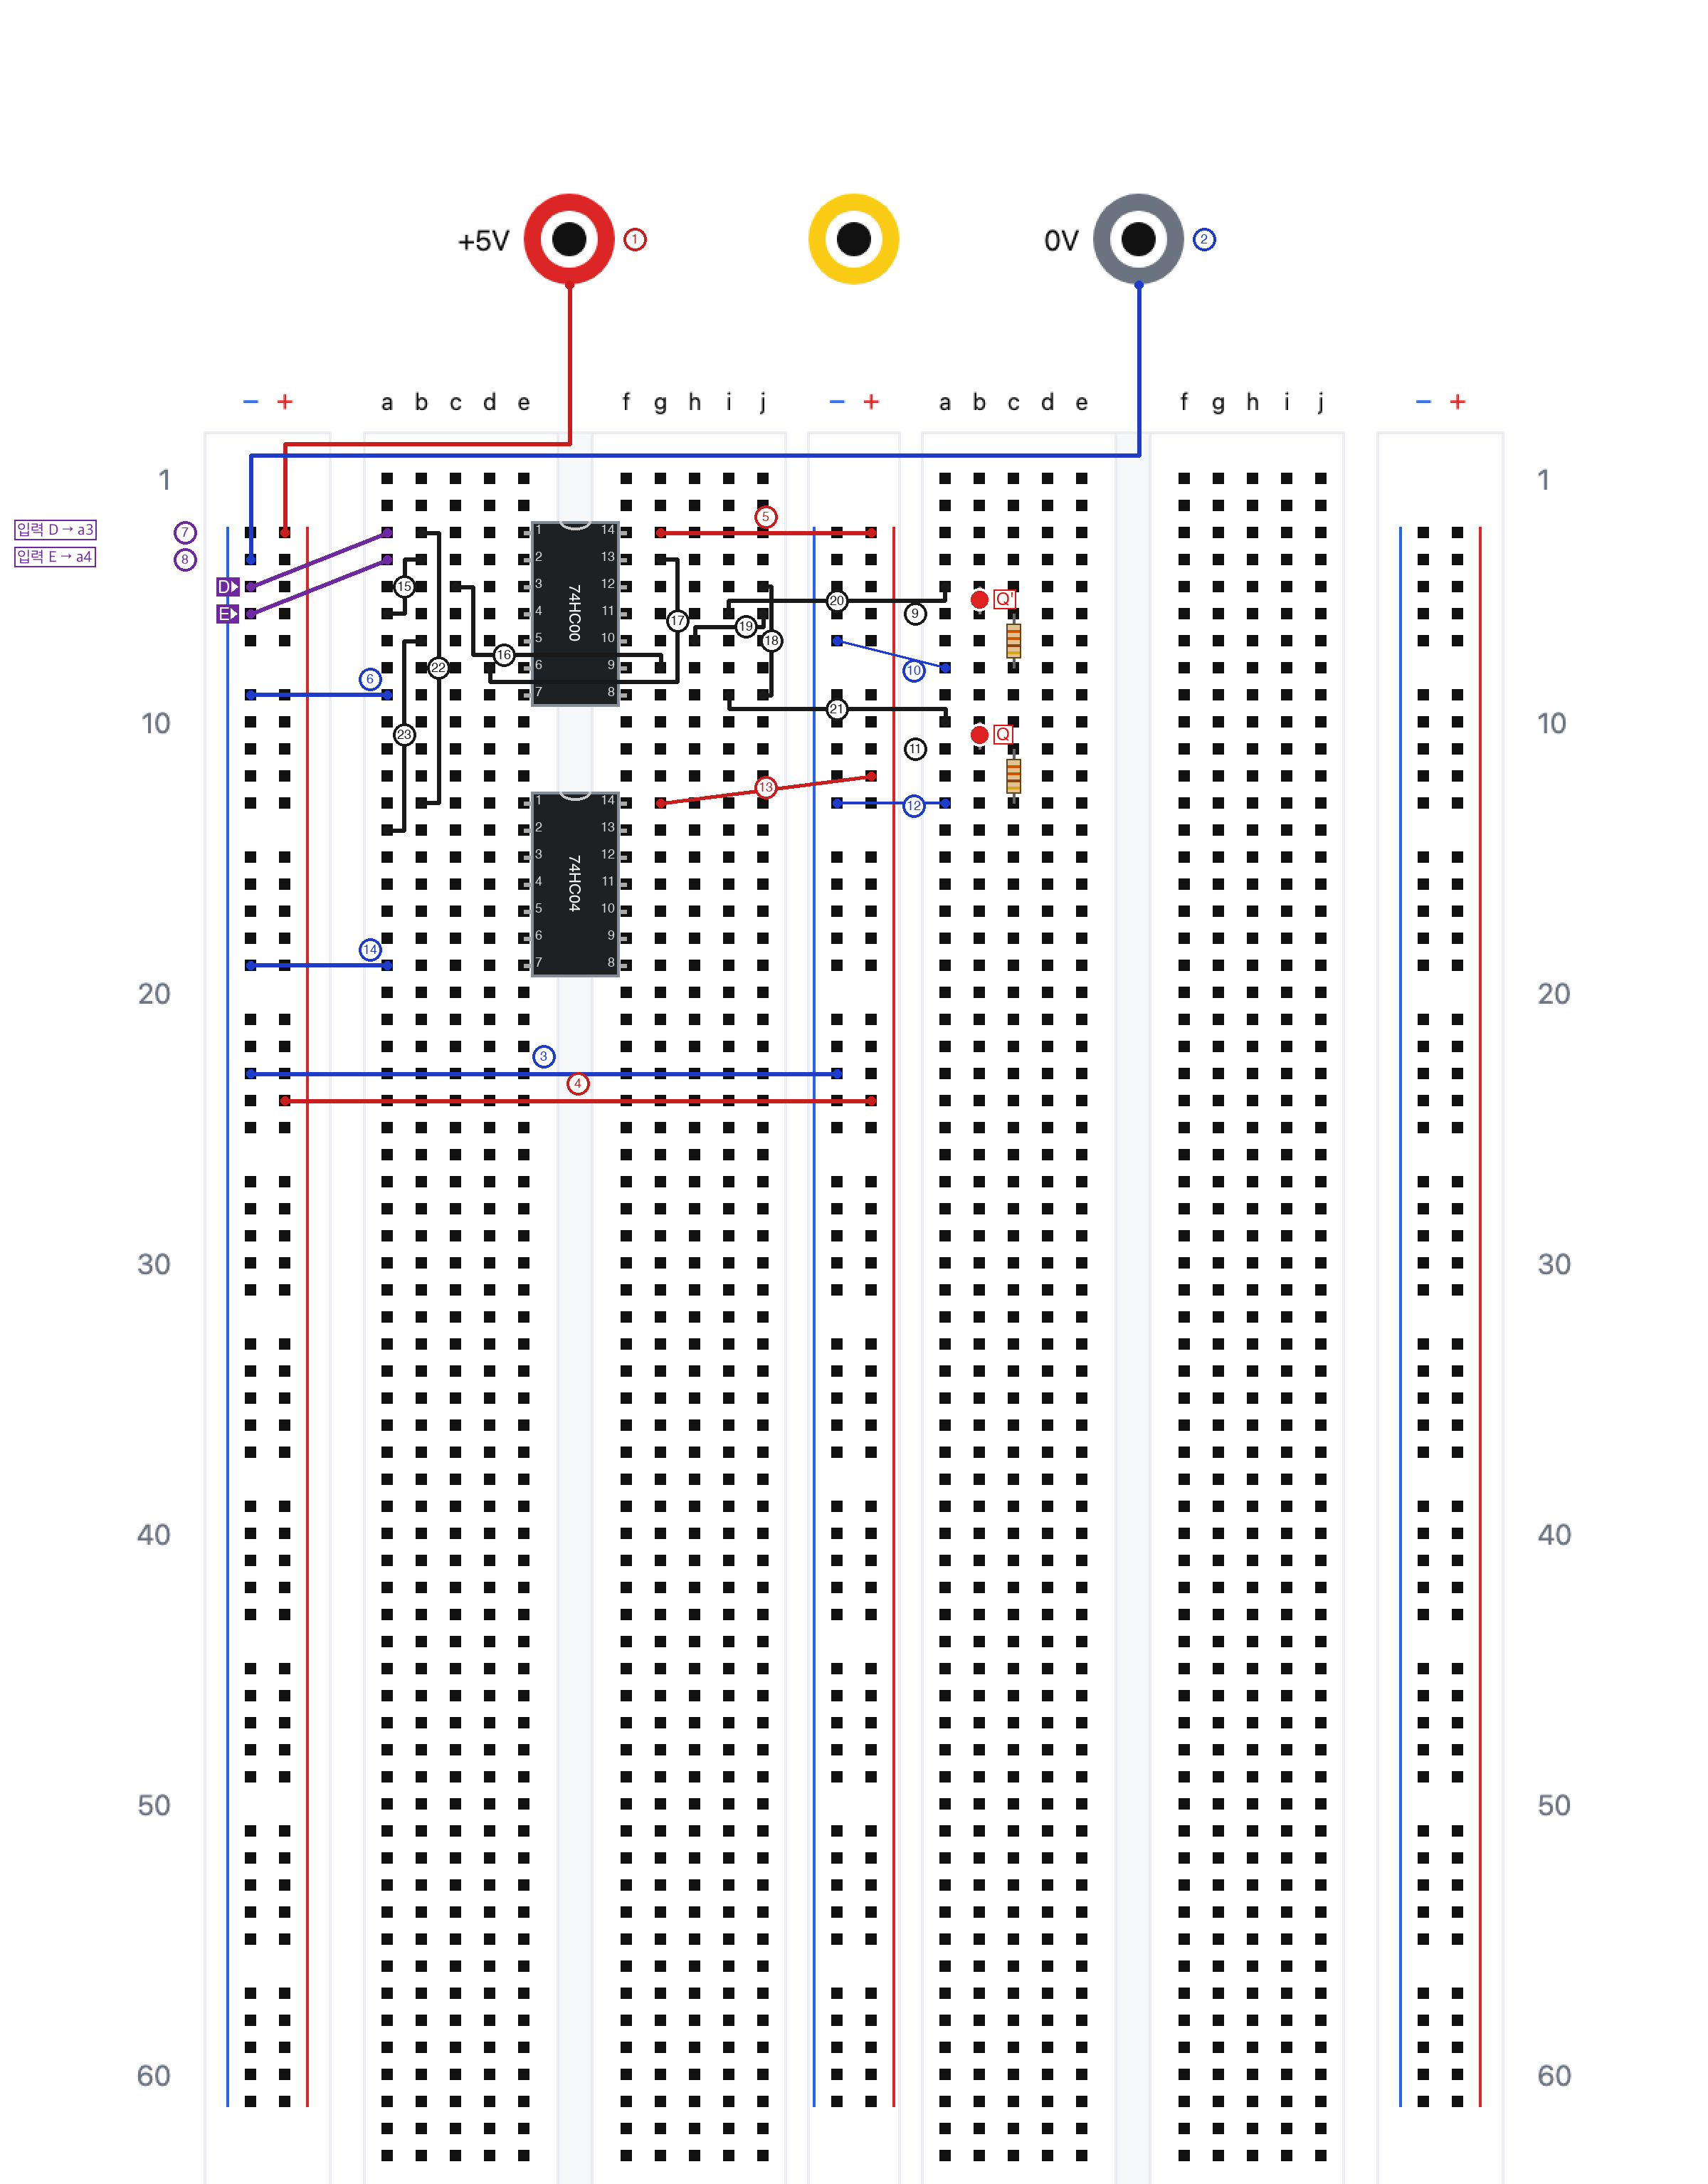 +5V ① 0V ②
− + a b c d e f g h i j − + a b c d e f g h i j − +
1 1
입력 D → a3 ⑦ 1 14 ⑤
입력 E → a4 ⑧ 2 13
D ⑮ 3 12 ⑳ Q'
E 4 11 ⑰ ⑲ ⑨
74HC00
⑯ 5 10 ⑱
㉒ 6 9 ⑩
⑥ 7 8
10 ㉑ 10
㉓ ⑪ Q
⑬
1 14 ⑫
2 13
3 12
4 11
74HC04
5 10
6 9
⑭ 7 8
20 20
③
④
30 30
40 40
50 50
60 60